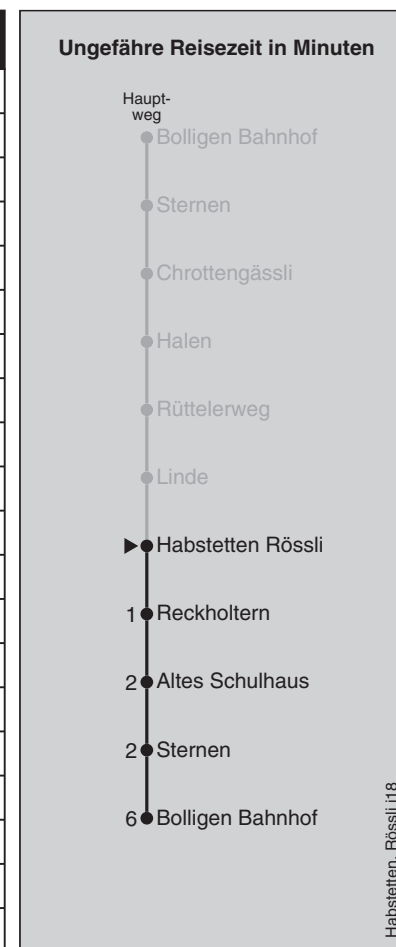 Ungefähre Reisezeit in Minuten
Haupt-
weg
Bolligen Bahnhof
Sternen
Chrottengässli
Halen
Rüttelerweg
Linde
Habstetten Rössli
1 Reckholtern
2 Altes Schulhaus
2 Sternen
6 Bolligen Bahnhof
Habstetten, Rössli j18